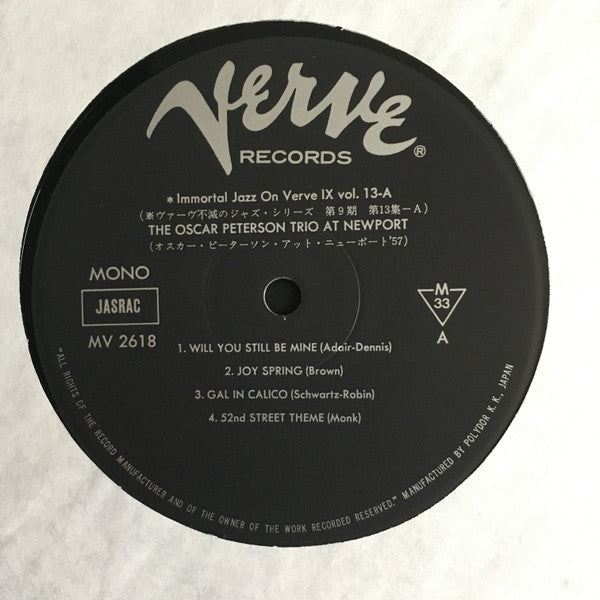 Verve
RECORDS ®
* Immortal Jazz On Verve IX vol. 13-A
(※ヴァーヴ不滅のジャズ・シリーズ 第9期 第13集-A)
THE OSCAR PETERSON TRIO AT NEWPORT
(オスカー・ピーターソン・アット・ニューポート'57)
MONO
JASRAC
MV 2618
M
33
A
1. WILL YOU STILL BE MINE (Adair-Dennis)
2. JOY SPRING (Brown)
3. GAL IN CALICO (Schwartz-Robin)
4. 52nd STREET THEME (Monk)
"ALL RIGHTS OF THE RECORD MANUFACTURER AND OF THE OWNER OF THE WORK RECORDED RESERVED." MANUFACTURED BY POLYDOR K. K., JAPAN